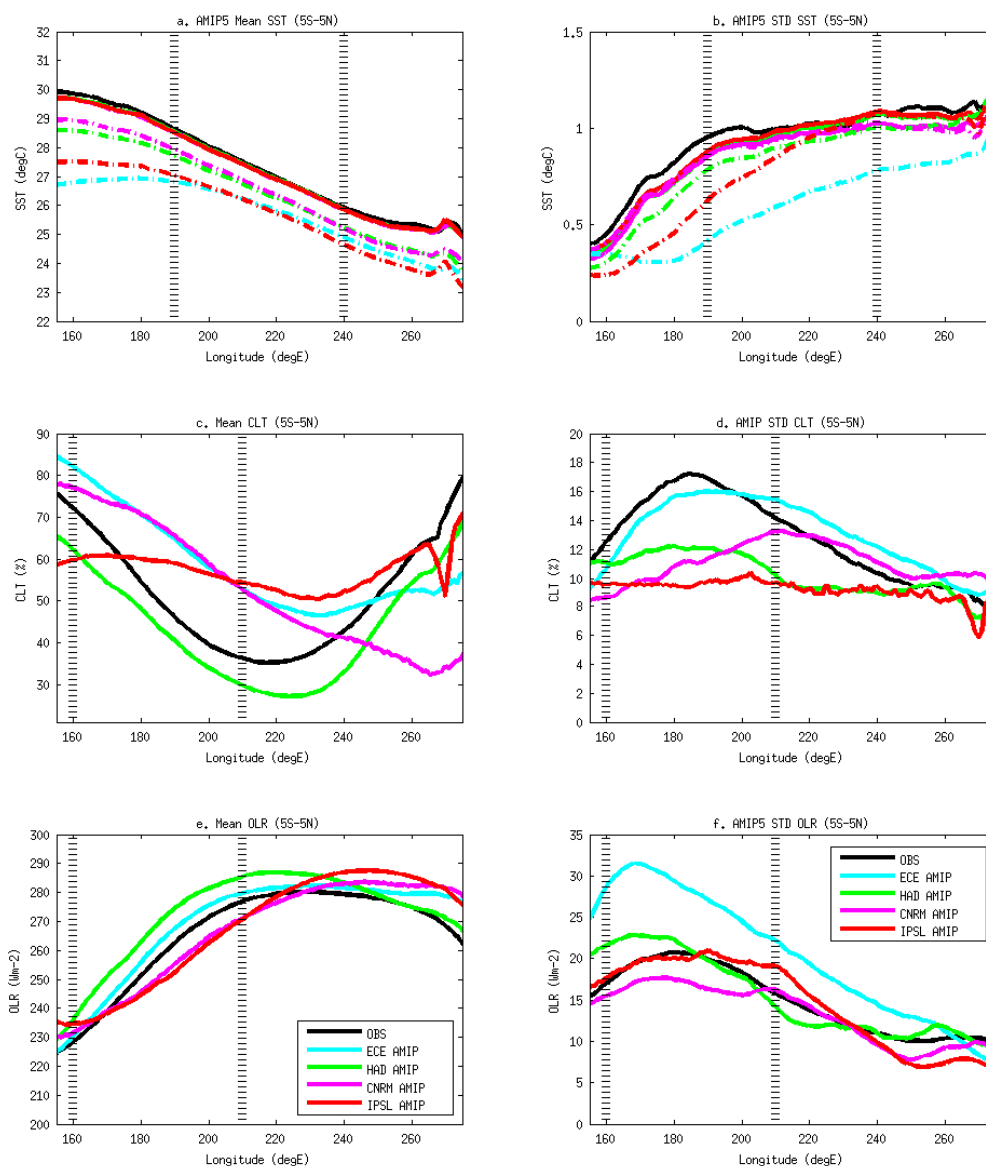 a. AMIP5 Mean SST (5S-5N)
32
31
30
29
28
27
26
25
24
23
22
SST (degC)
160 180 200 220 240 260
Longitude (degE)
b. AMIP5 STD SST (5S-5N)
1.5
1
0.5
0
SST (degC)
160 180 200 220 240 260
Longitude (degE)
c. Mean CLT (5S-5N)
90
80
70
60
50
40
30
CLT (%)
160 180 200 220 240 260
Longitude (degE)
d. AMIP STD CLT (5S-5N)
20
18
16
14
12
10
8
6
4
2
0
CLT (%)
160 180 200 220 240 260
Longitude (degE)
e. Mean OLR (5S-5N)
300
290
280
270
260
250
240
230
220
210
200
OLR (Wm-2)
OBS
ECE AMIP
HAD AMIP
CNRM AMIP
IPSL AMIP
160 180 200 220 240 260
Longitude (degE)
f. AMIP5 STD OLR (5S-5N)
35
30
25
20
15
10
5
0
OLR (Wm-2)
OBS
ECE AMIP
HAD AMIP
CNRM AMIP
IPSL AMIP
160 180 200 220 240 260
Longitude (degE)